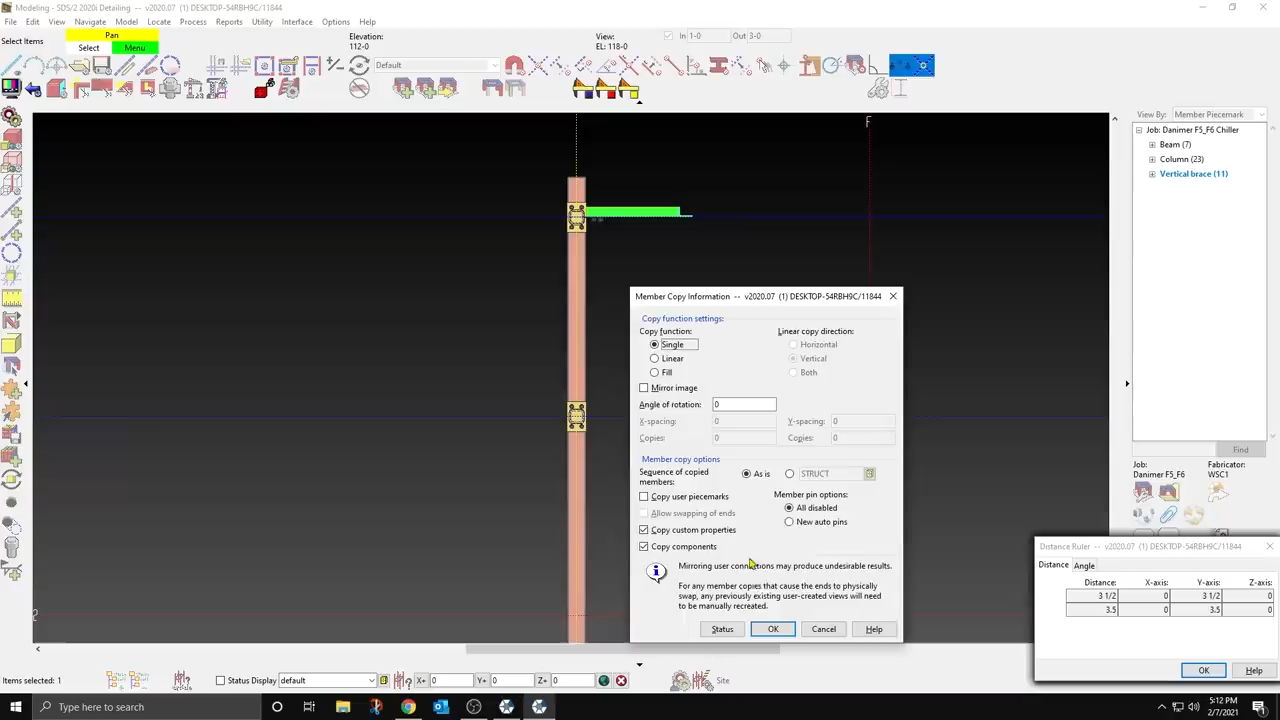 Modeling - SDS/2 2020i Detailing -- v2020.07 (1) DESKTOP-54RBH9C/11844
File Edit View Navigate Model Locate Process Reports Utility Interface Options Help
Select Items
Pan
Select Menu
Elevation:
112-0
View:
EL: 118-0
In 1-0 Out 3-0
Default
F
View By: Member Piecemark
Job: Danimer F5_F6 Chiller
Beam (7)
Column (23)
Vertical brace (11)
Find
Job:
Danimer F5_F6
Fabricator:
WSC1
Member Copy Information -- v2020.07 (1) DESKTOP-54RBH9C/11844
Copy function settings:
Copy function:
Linear copy direction:
Single
Horizontal
Linear
Vertical
Fill
Both
Mirror image
Angle of rotation: 0
X-spacing: 0 Y-spacing: 0
Copies: 0 Copies: 0
Member copy options
Sequence of copied
members:
As is
STRUCT
Copy user piecemarks
Member pin options:
Allow swapping of ends
All disabled
Copy custom properties
New auto pins
Copy components
Mirroring user connections may produce undesirable results.
For any member copies that cause the ends to physically
swap, any previously existing user-created views will need
to be manually recreated.
Status OK Cancel Help
Distance Ruler -- v2020.07 (1) DESKTOP-54RBH9C/11844
Distance Angle
Distance: X-axis: Y-axis: Z-axis:
3 1/2 0 3 1/2 0
3.5 0 3.5 0
OK Help
2
Items selected: 1
Status Display default
X+ 0 Y+ 0 Z+ 0
Site
Type here to search
5:12 PM
2/7/2021